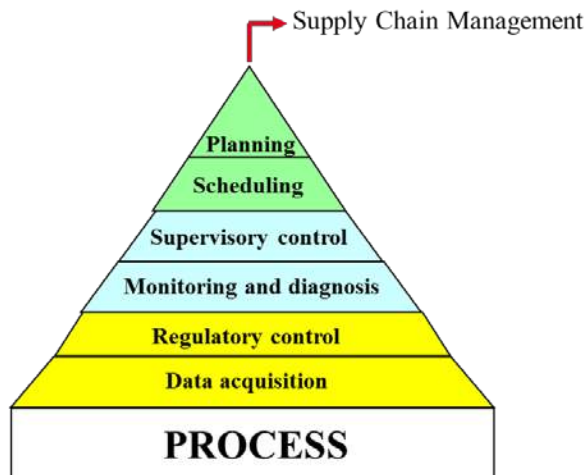 Supply Chain Management
Planning
Scheduling
Supervisory control
Monitoring and diagnosis
Regulatory control
Data acquisition
PROCESS